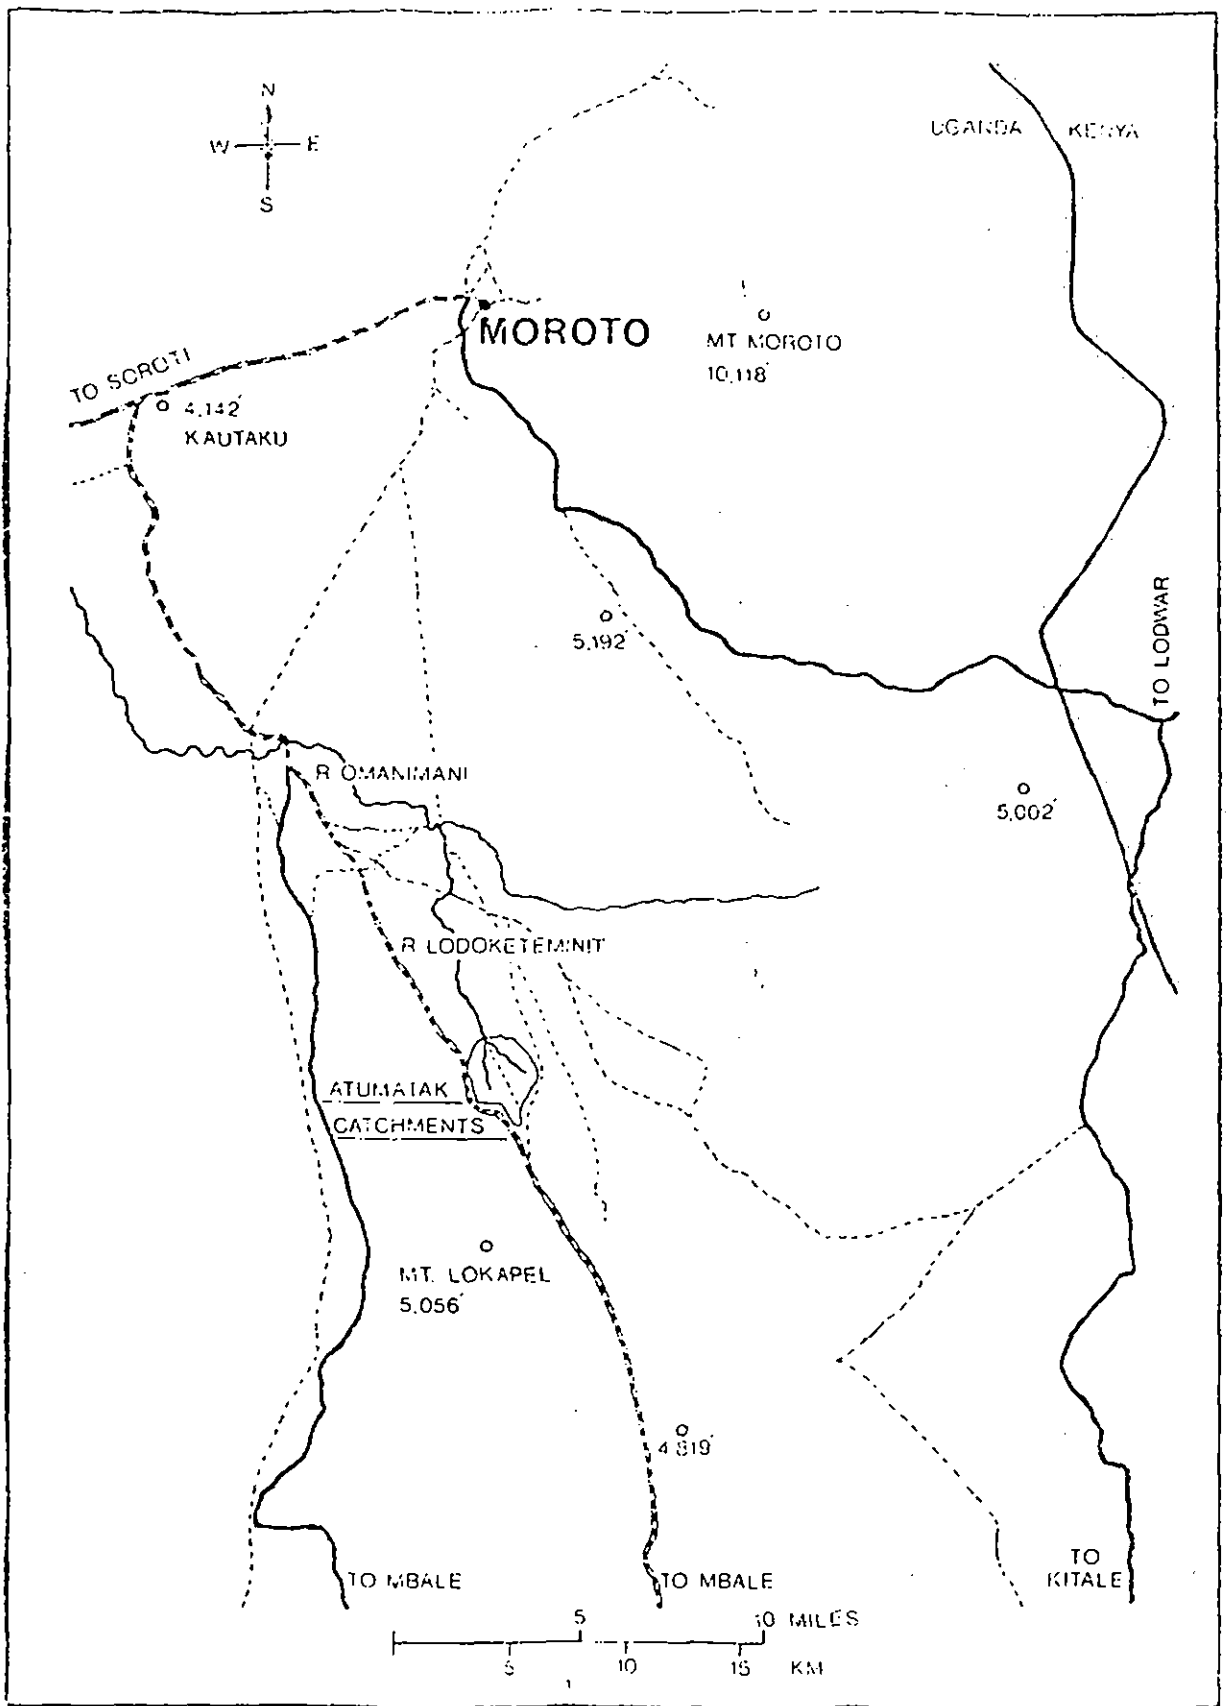 N
W E
S
UGANDA KENYA
MOROTO
MT MOROTO
10,118'
TO SOROTI
4,142'
KAUTAKU
5,192'
TO LODWAR
R OMANIMANI
5,002'
R LODOKETEMINIT
ATUMATAK
CATCHMENTS
MT. LOKAPEL
5,056'
4,819'
TO MBALE
TO MBALE
TO
KITALE
5 10 MILES
5 10 15 KM